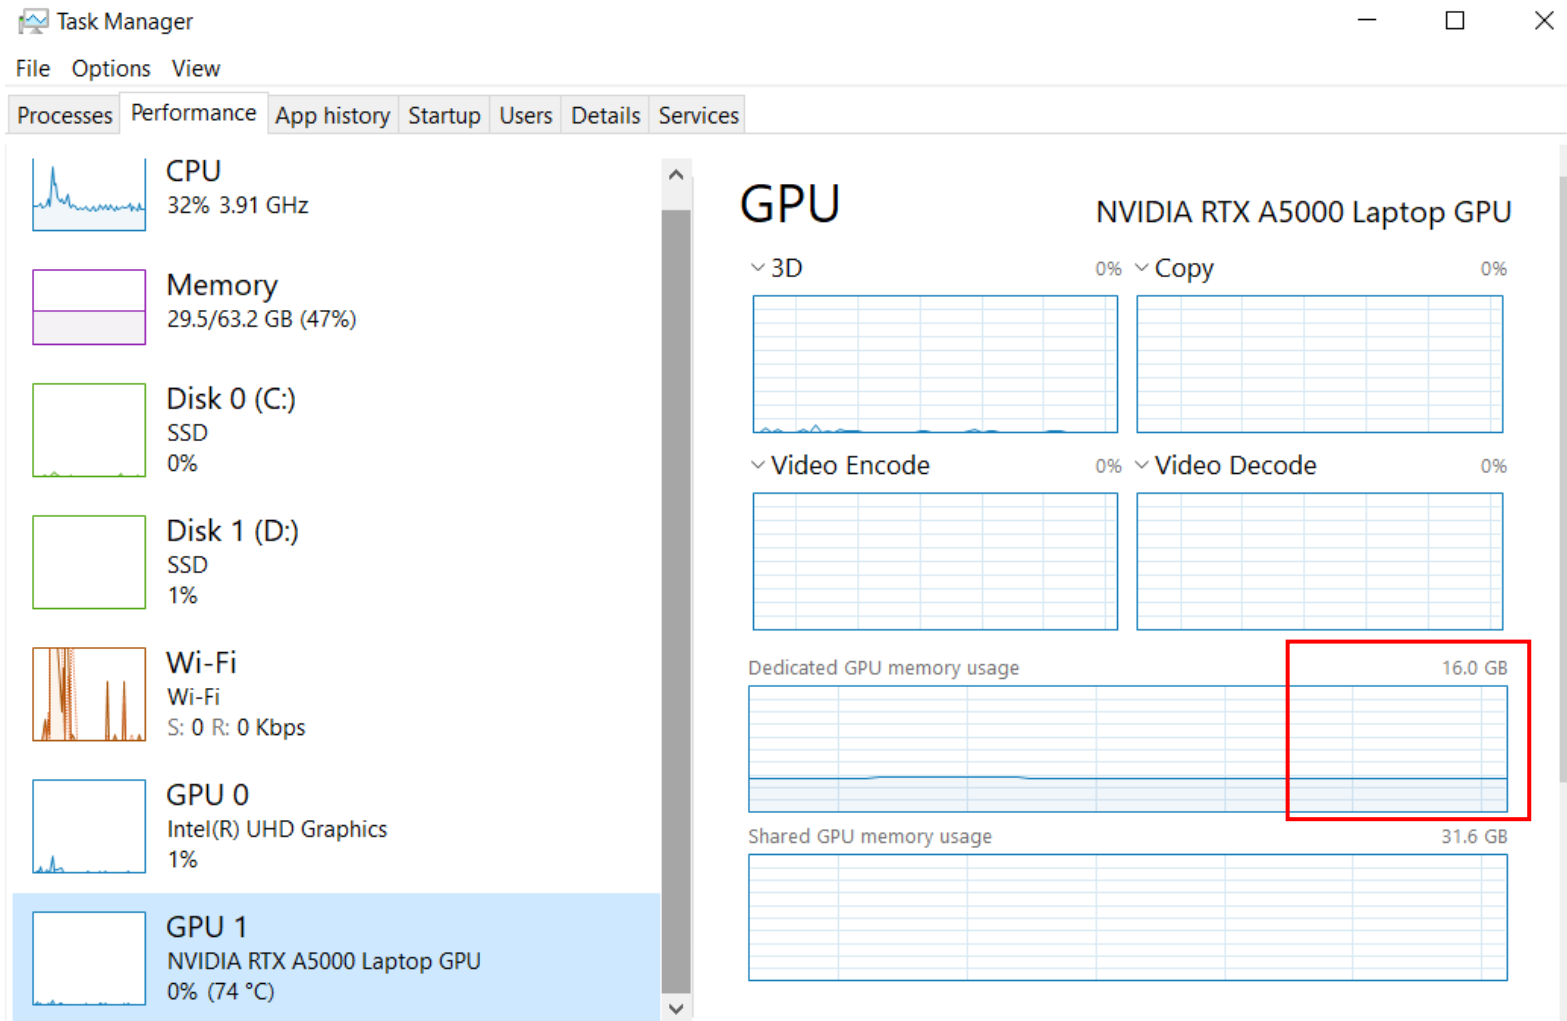 Task Manager
File Options View
Processes Performance App history Startup Users Details Services
CPU
32% 3.91 GHz
Memory
29.5/63.2 GB (47%)
Disk 0 (C:)
SSD
0%
Disk 1 (D:)
SSD
1%
Wi-Fi
Wi-Fi
S: 0 R: 0 Kbps
GPU 0
Intel(R) UHD Graphics
1%
GPU 1
NVIDIA RTX A5000 Laptop GPU
0% (74 °C)
GPU NVIDIA RTX A5000 Laptop GPU
3D 0% Copy 0%
Video Encode 0% Video Decode 0%
Dedicated GPU memory usage 16.0 GB
Shared GPU memory usage 31.6 GB